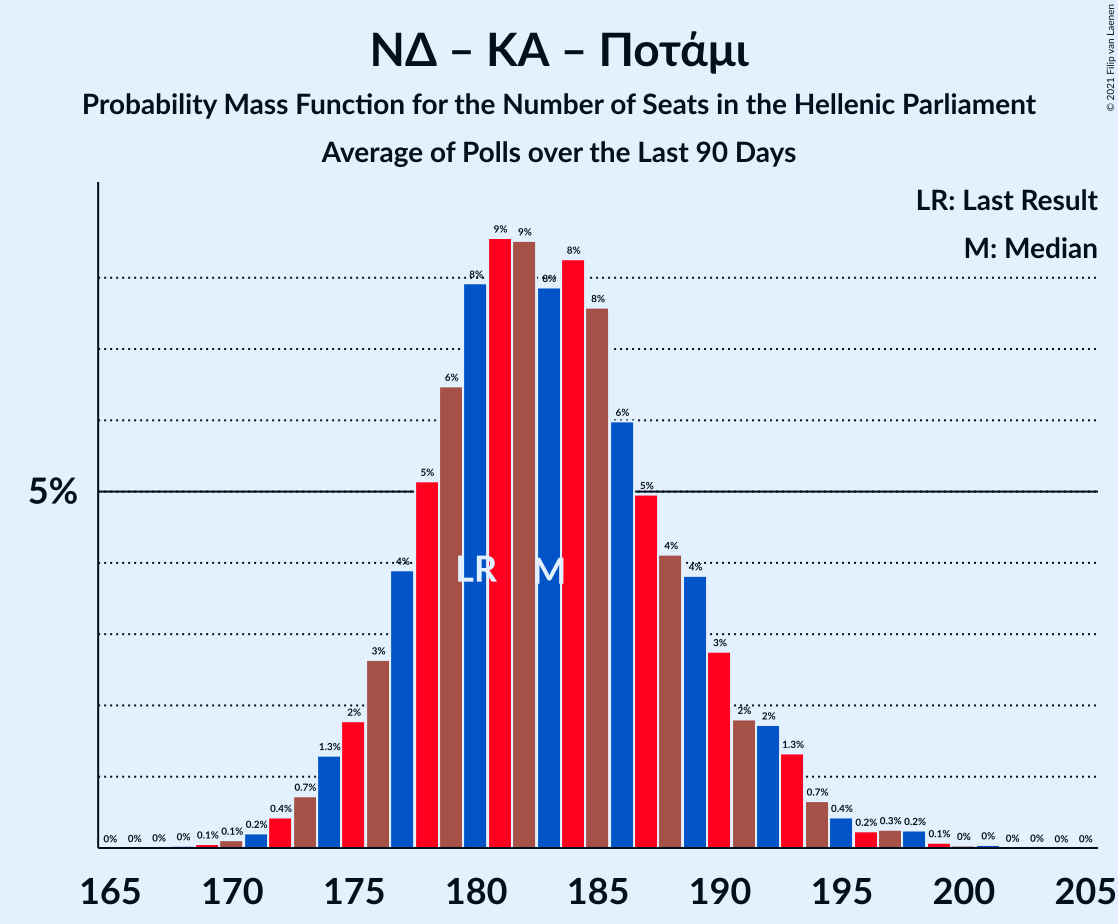 ΝΔ – ΚΑ – Ποτάμι
Probability Mass Function for the Number of Seats in the Hellenic Parliament
Average of Polls over the Last 90 Days
© 2021 Filip van Laenen
LR: Last Result
M: Median
5%
0% 0% 0% 0% 0.1% 0.1% 0.2% 0.4% 0.7% 1.3% 2% 3% 4% 5% 6% 8% 9% 9% 8% 8% 8% 6% 5% 4% 4% 3% 2% 2% 1.3% 0.7% 0.4% 0.2% 0.3% 0.2% 0.1% 0% 0% 0% 0% 0% 0%
LR M
165 170 175 180 185 190 195 200 205